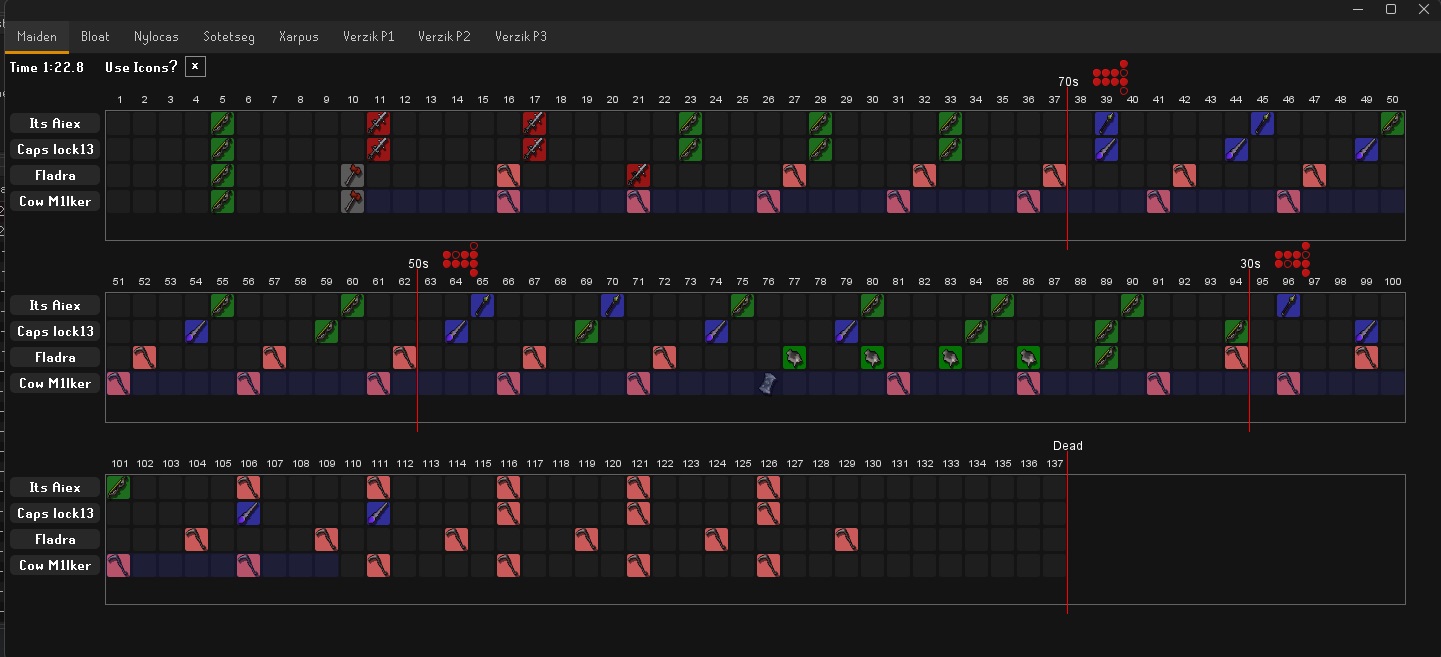 Maiden Bloat Nylocas Sotetseg Xarpus Verzik P1 Verzik P2 Verzik P3
Time 1:22.8 Use Icons? x
70s
1 2 3 4 5 6 7 8 9 10 11 12 13 14 15 16 17 18 19 20 21 22 23 24 25 26 27 28 29 30 31 32 33 34 35 36 37 38 39 40 41 42 43 44 45 46 47 48 49 50
Its Aiex
Caps lock13
Fladra
Cow M1lker
50s 30s
51 52 53 54 55 56 57 58 59 60 61 62 63 64 65 66 67 68 69 70 71 72 73 74 75 76 77 78 79 80 81 82 83 84 85 86 87 88 89 90 91 92 93 94 95 96 97 98 99 100
Its Aiex
Caps lock13
Fladra
Cow M1lker
Dead
101 102 103 104 105 106 107 108 109 110 111 112 113 114 115 116 117 118 119 120 121 122 123 124 125 126 127 128 129 130 131 132 133 134 135 136 137
Its Aiex
Caps lock13
Fladra
Cow M1lker